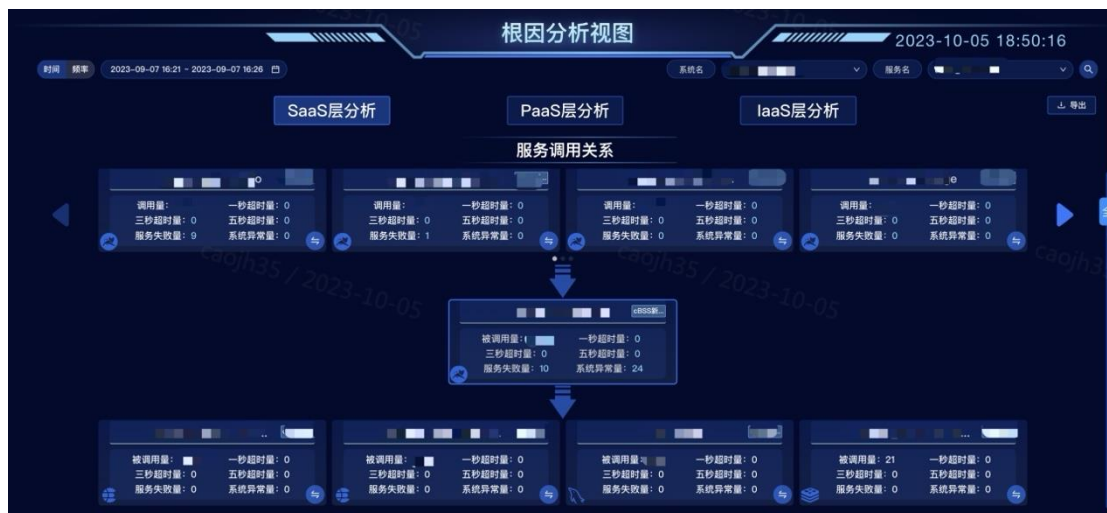 根因分析视图
2023-10-05 18:50:16
时间 频率 2023-09-07 16:21 ~ 2023-09-07 16:26 系统名 服务名
SaaS层分析 PaaS层分析 IaaS层分析 导出
服务调用关系
调用量: 一秒超时量: 0 调用量: 一秒超时量: 0 调用量: 一秒超时量: 0 调用量: 一秒超时量: 0
三秒超时量: 0 五秒超时量: 0 三秒超时量: 0 五秒超时量: 0 三秒超时量: 0 五秒超时量: 0 三秒超时量: 0 五秒超时量: 0
服务失败量: 9 系统异常量: 0 服务失败量: 1 系统异常量: 0 服务失败量: 0 系统异常量: 0 服务失败量: 0 系统异常量: 0
caojh35 / 2023-10-05 caojh35 / 2023-10-05
cBSS新...
被调用量: 一秒超时量: 0
三秒超时量: 0 五秒超时量: 0
服务失败量: 10 系统异常量: 24
被调用量: 一秒超时量: 0 被调用量: 一秒超时量: 0 被调用量: 一秒超时量: 0 被调用量: 21 一秒超时量: 0
三秒超时量: 0 五秒超时量: 0 三秒超时量: 0 五秒超时量: 0 三秒超时量: 0 五秒超时量: 0 三秒超时量: 0 五秒超时量: 0
服务失败量: 0 系统异常量: 0 服务失败量: 0 系统异常量: 0 服务失败量: 0 系统异常量: 0 服务失败量: 0 系统异常量: 0